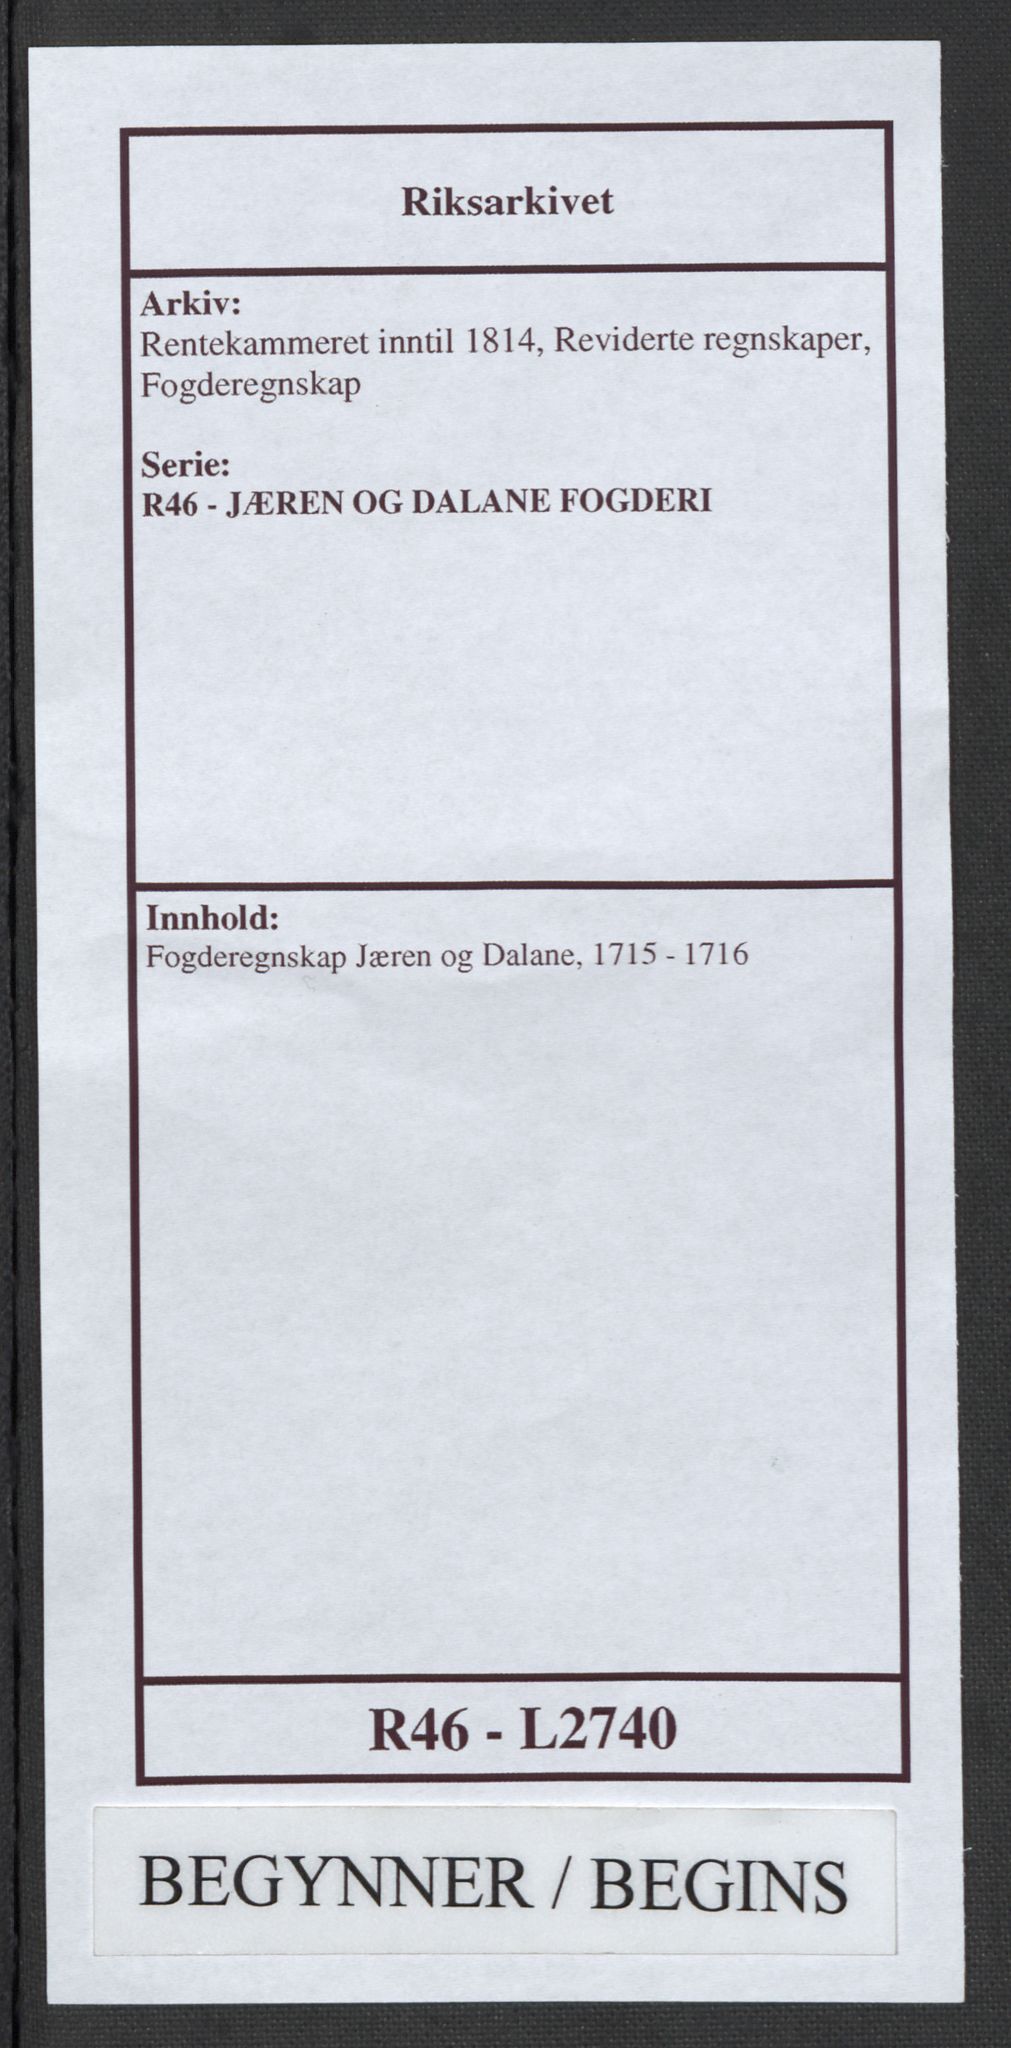 Riksarkivet
Arkiv:
Rentekammeret inntil 1814, Reviderte regnskaper,
Fogderegnskap
Serie:
R46 - JÆREN OG DALANE FOGDERI
Innhold:
Fogderegnskap Jæren og Dalane, 1715 - 1716
R46 - L2740
BEGYNNER / BEGINS